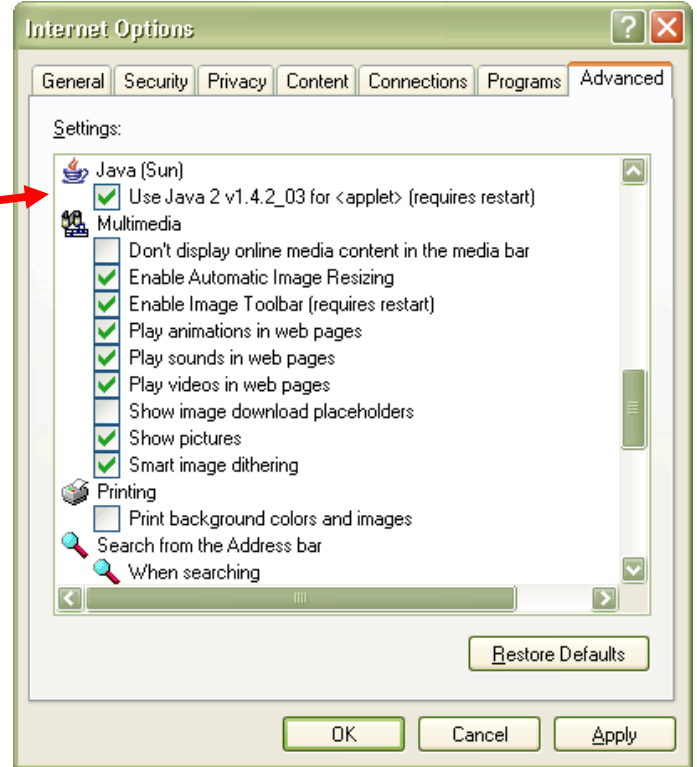 Internet Options
General Security Privacy Content Connections Programs Advanced
Settings:
Java (Sun)
Use Java 2 v1.4.2_03 for <applet> (requires restart)
Multimedia
Don't display online media content in the media bar
Enable Automatic Image Resizing
Enable Image Toolbar (requires restart)
Play animations in web pages
Play sounds in web pages
Play videos in web pages
Show image download placeholders
Show pictures
Smart image dithering
Printing
Print background colors and images
Search from the Address bar
When searching
Restore Defaults
OK Cancel Apply